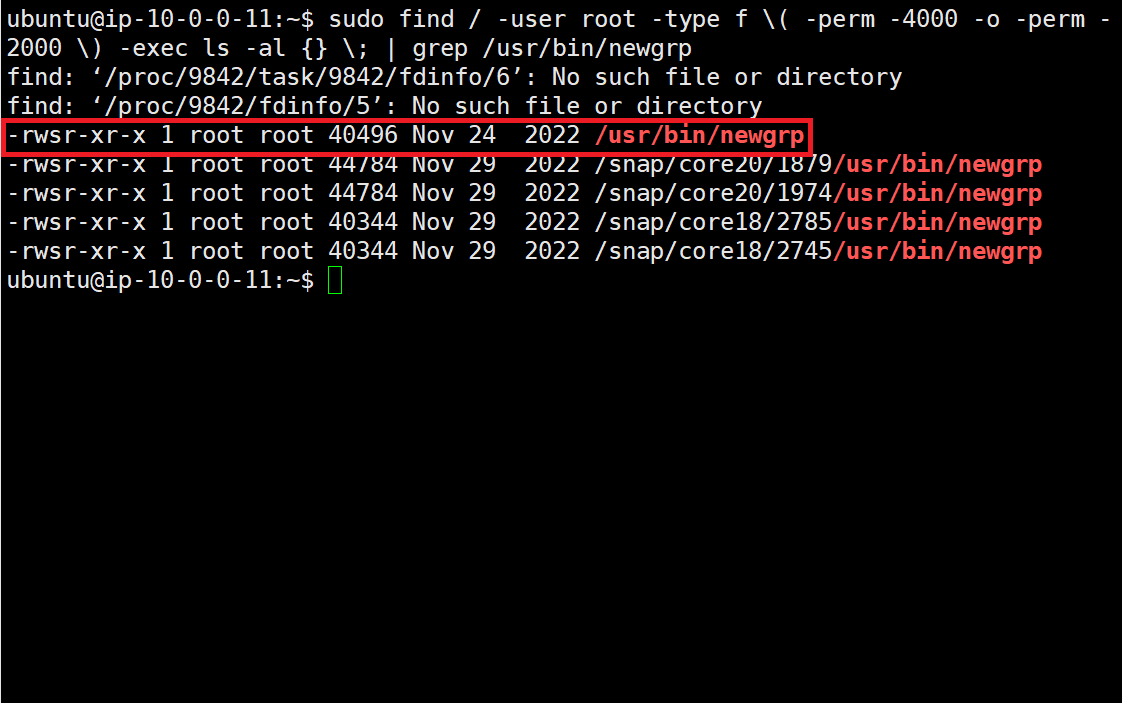 ubuntu@ip-10-0-0-11:~$ sudo find / -user root -type f \( -perm -4000 -o -perm -
2000 \) -exec ls -al {} \; | grep /usr/bin/newgrp
find: ‘/proc/9842/task/9842/fdinfo/6’: No such file or directory
find: ‘/proc/9842/fdinfo/5’: No such file or directory
-rwsr-xr-x 1 root root 40496 Nov 24  2022 /usr/bin/newgrp
-rwsr-xr-x 1 root root 44784 Nov 29  2022 /snap/core20/1879/usr/bin/newgrp
-rwsr-xr-x 1 root root 44784 Nov 29  2022 /snap/core20/1974/usr/bin/newgrp
-rwsr-xr-x 1 root root 40344 Nov 29  2022 /snap/core18/2785/usr/bin/newgrp
-rwsr-xr-x 1 root root 40344 Nov 29  2022 /snap/core18/2745/usr/bin/newgrp
ubuntu@ip-10-0-0-11:~$